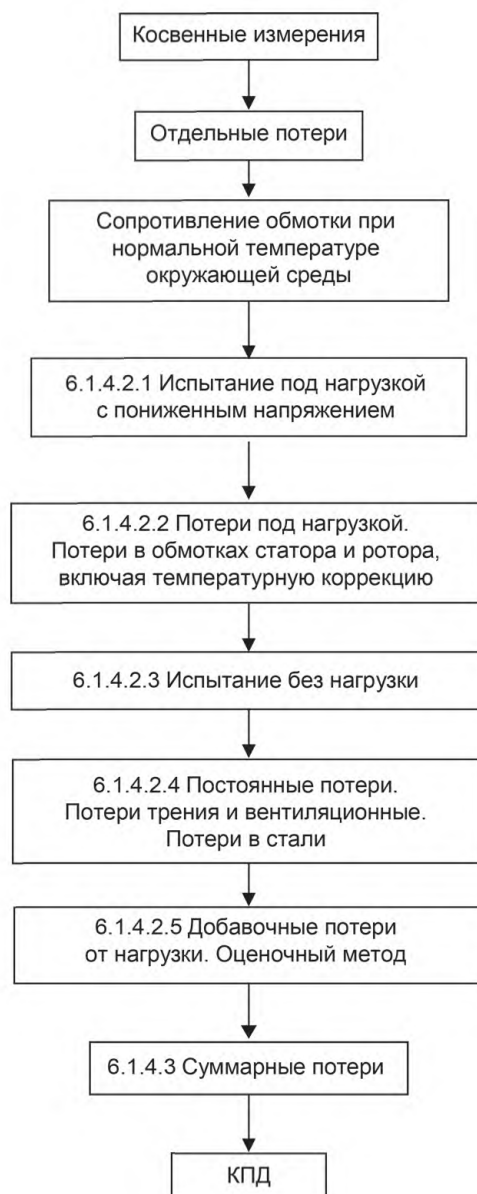 Косвенные измерения
Отдельные потери
Сопротивление обмотки при
нормальной температуре
окружающей среды
6.1.4.2.1 Испытание под нагрузкой
с пониженным напряжением
6.1.4.2.2 Потери под нагрузкой.
Потери в обмотках статора и ротора,
включая температурную коррекцию
6.1.4.2.3 Испытание без нагрузки
6.1.4.2.4 Постоянные потери.
Потери трения и вентиляционные.
Потери в стали
6.1.4.2.5 Добавочные потери
от нагрузки. Оценочный метод
6.1.4.3 Суммарные потери
КПД